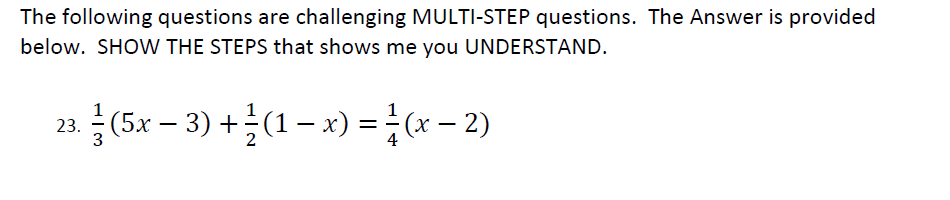 The following questions are challenging MULTI-STEP questions.  The Answer is provided
below.  SHOW THE STEPS that shows me you UNDERSTAND.
23. 1/3(5x − 3) + 1/2(1 − x) = 1/4(x − 2)